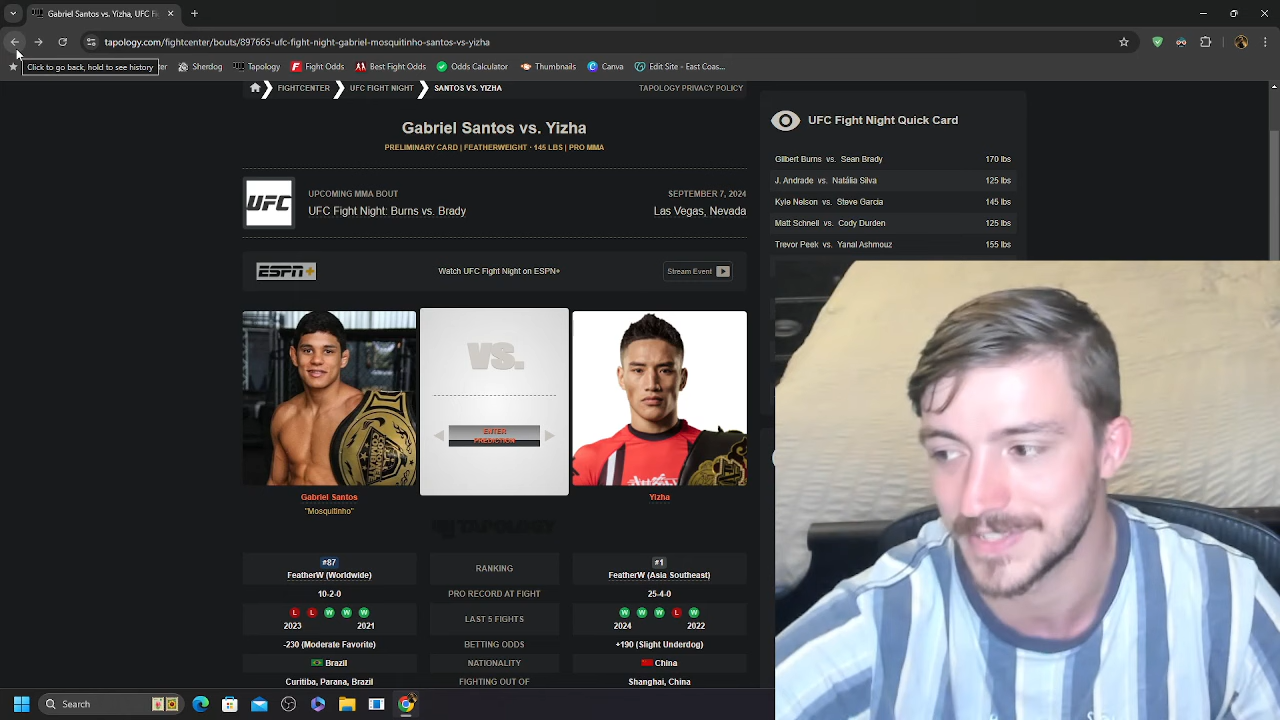 Gabriel Santos vs. Yizha, UFC Fi
tapology.com/fightcenter/bouts/897665-ufc-fight-night-gabriel-mosquitinho-santos-vs-yizha
Click to go back, hold to see history
er
Sherdog
Tapology
Fight Odds
Best Fight Odds
Odds Calculator
Thumbnails
Canva
Edit Site - East Coas...
FIGHTCENTER
UFC FIGHT NIGHT
SANTOS VS. YIZHA
TAPOLOGY PRIVACY POLICY
Gabriel Santos vs. Yizha
PRELIMINARY CARD | FEATHERWEIGHT · 145 LBS | PRO MMA
UFC
UPCOMING MMA BOUT
SEPTEMBER 7, 2024
UFC Fight Night: Burns vs. Brady
Las Vegas, Nevada
ESPN+
Watch UFC Fight Night on ESPN+
Stream Event
VS.
ENTER
PREDICTION
Gabriel Santos
"Mosquitinho"
Yizha
TAPOLOGY
#87
FeatherW (Worldwide)
RANKING
#1
FeatherW (Asia Southeast)
10-2-0
PRO RECORD AT FIGHT
25-4-0
L L W W W
2023 2021
LAST 5 FIGHTS
W W W L W
2024 2022
-230 (Moderate Favorite)
BETTING ODDS
+190 (Slight Underdog)
Brazil
NATIONALITY
China
Curitiba, Parana, Brazil
FIGHTING OUT OF
Shanghai, China
UFC Fight Night Quick Card
Gilbert Burns vs. Sean Brady 170 lbs
J. Andrade vs. Natália Silva 125 lbs
Kyle Nelson vs. Steve Garcia 145 lbs
Matt Schnell vs. Cody Durden 125 lbs
Trevor Peek vs. Yanal Ashmouz 155 lbs
Search